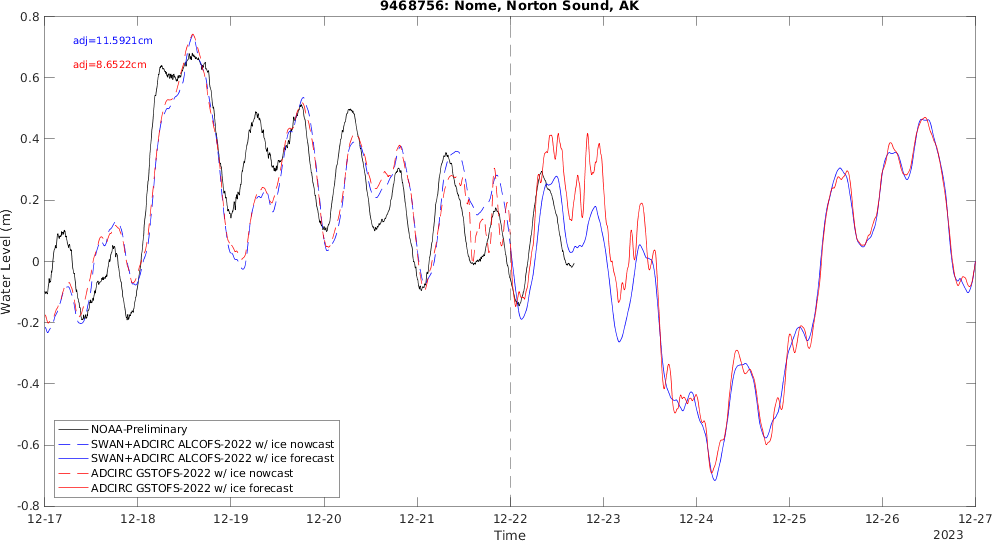 9468756: Nome, Norton Sound, AK
adj=11.5921cm
adj=8.6522cm
Water Level (m)
0.8
0.6
0.4
0.2
0
-0.2
-0.4
-0.6
-0.8
NOAA-Preliminary
SWAN+ADCIRC ALCOFS-2022 w/ ice nowcast
SWAN+ADCIRC ALCOFS-2022 w/ ice forecast
ADCIRC GSTOFS-2022 w/ ice nowcast
ADCIRC GSTOFS-2022 w/ ice forecast
12-17 12-18 12-19 12-20 12-21 12-22 12-23 12-24 12-25 12-26 12-27
Time
2023